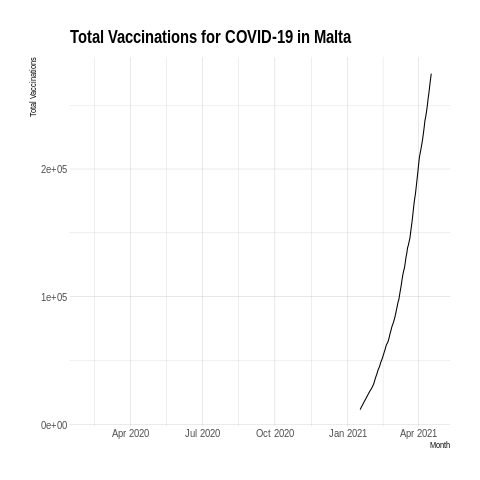 Total Vaccinations for COVID-19 in Malta
Total Vaccinations
2e+05
1e+05
0e+00
Apr 2020 Jul 2020 Oct 2020 Jan 2021 Apr 2021
Month